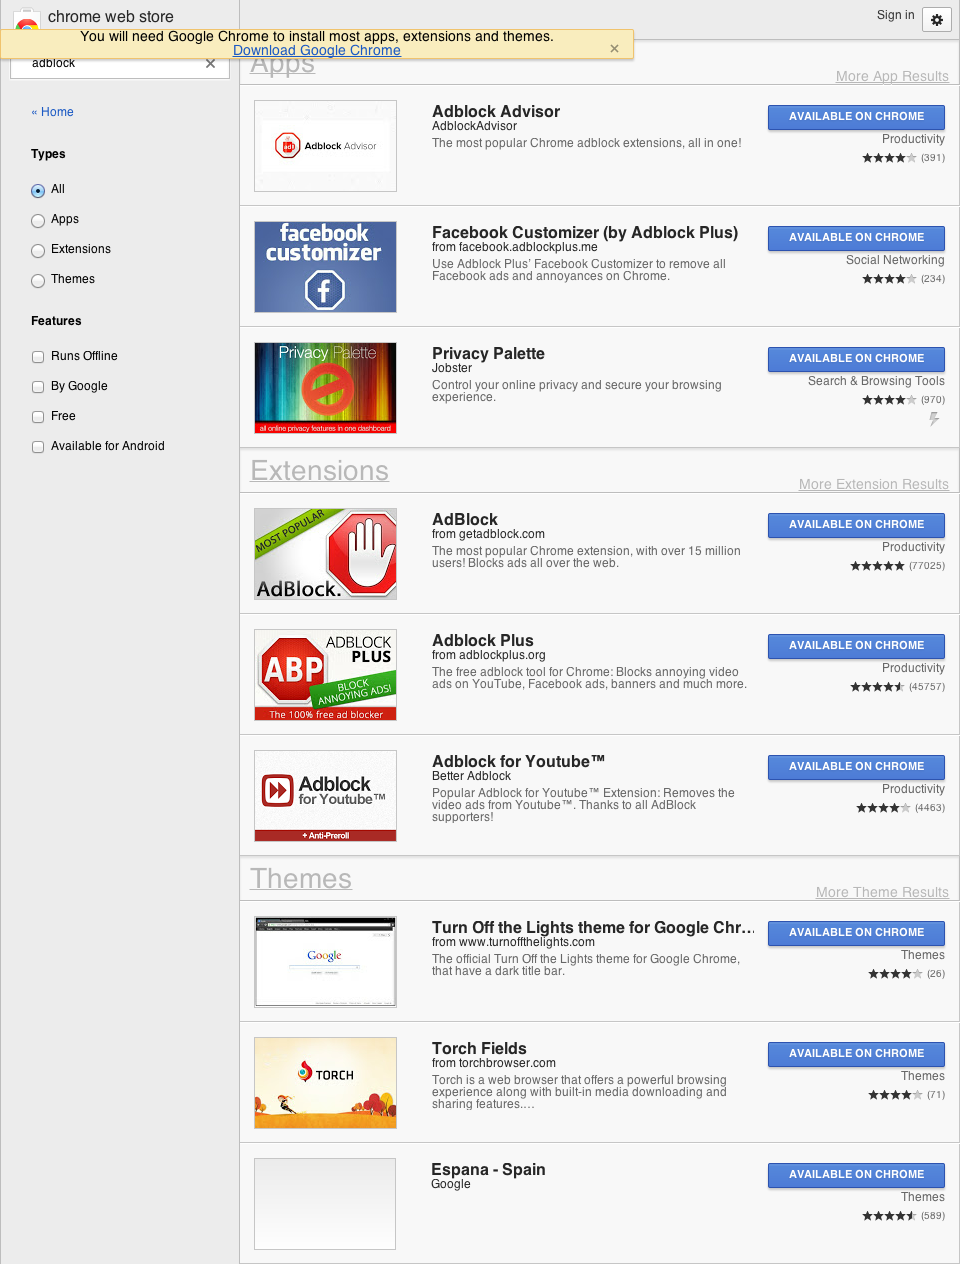 chrome web store
Sign in
You will need Google Chrome to install most apps, extensions and themes.
Download Google Chrome
adblock
« Home
Types
All
Apps
Extensions
Themes
Features
Runs Offline
By Google
Free
Available for Android
Apps
More App Results
Adblock Advisor
Adblock Advisor
AdblockAdvisor
The most popular Chrome adblock extensions, all in one!
AVAILABLE ON CHROME
Productivity
(391)
facebook
customizer
Facebook Customizer (by Adblock Plus)
from facebook.adblockplus.me
Use Adblock Plus' Facebook Customizer to remove all
Facebook ads and annoyances on Chrome.
AVAILABLE ON CHROME
Social Networking
(234)
Privacy Palette
all online privacy features in one dashboard
Privacy Palette
Jobster
Control your online privacy and secure your browsing
experience.
AVAILABLE ON CHROME
Search & Browsing Tools
(970)
Extensions
More Extension Results
MOST POPULAR
AdBlock.
AdBlock
from getadblock.com
The most popular Chrome extension, with over 15 million
users! Blocks ads all over the web.
AVAILABLE ON CHROME
Productivity
(77025)
ADBLOCK
PLUS
ABP
BLOCK
ANNOYING ADS!
The 100% free ad blocker
Adblock Plus
from adblockplus.org
The free adblock tool for Chrome: Blocks annoying video
ads on YouTube, Facebook ads, banners and much more.
AVAILABLE ON CHROME
Productivity
(45757)
Adblock
for Youtube™
+ Anti-Preroll
Adblock for Youtube™
Better Adblock
Popular Adblock for Youtube™ Extension: Removes the
video ads from Youtube™. Thanks to all AdBlock
supporters!
AVAILABLE ON CHROME
Productivity
(4463)
Themes
More Theme Results
Google
Turn Off the Lights theme for Google Chr...
from www.turnoffthelights.com
The official Turn Off the Lights theme for Google Chrome,
that have a dark title bar.
AVAILABLE ON CHROME
Themes
(26)
TORCH
Torch Fields
from torchbrowser.com
Torch is a web browser that offers a powerful browsing
experience along with built-in media downloading and
sharing features....
AVAILABLE ON CHROME
Themes
(71)
Espana - Spain
Google
AVAILABLE ON CHROME
Themes
(589)